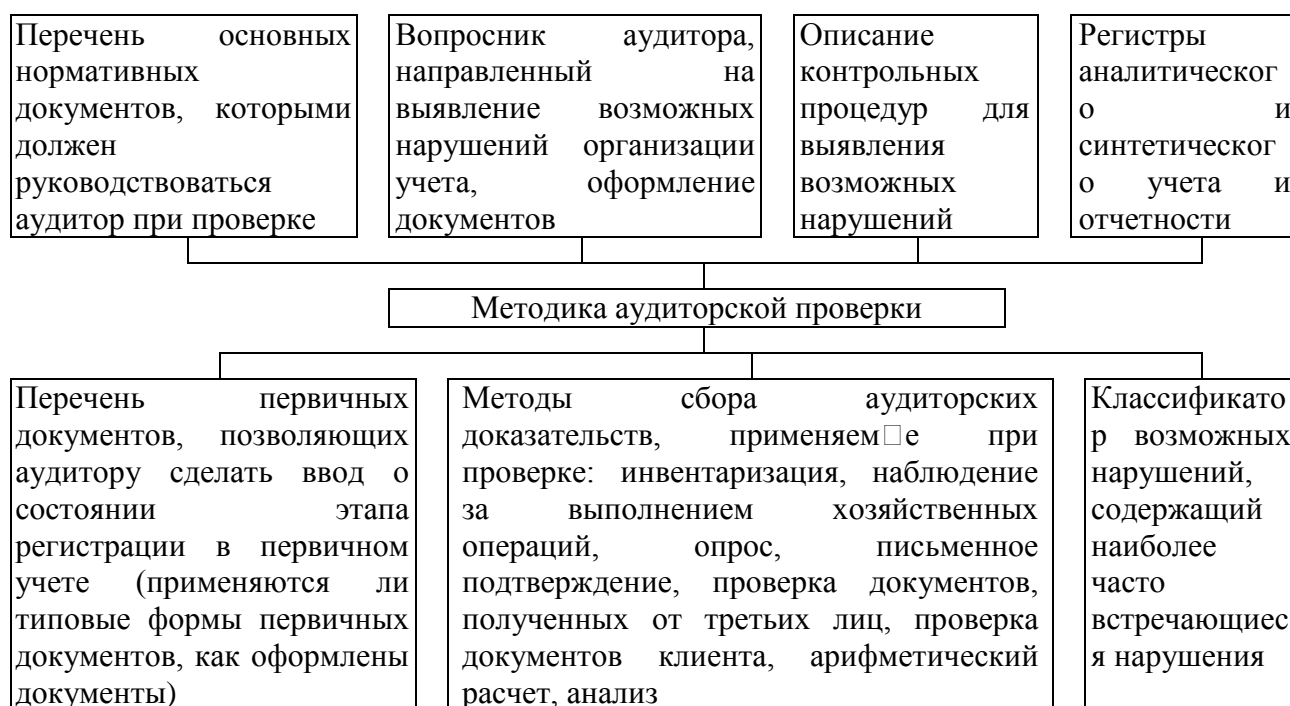 Перечень основных
нормативных
документов, которыми
должен
руководствоваться
аудитор при проверке
Вопросник аудитора,
направленный на
выявление возможных
нарушений организации
учета, оформление
документов
Описание
контрольных
процедур для
выявления
возможных
нарушений
Регистры
аналитическог
о и
синтетическог
о учета и
отчетности
Методика аудиторской проверки
Перечень первичных
документов, позволяющих
аудитору сделать ввод о
состоянии этапа
регистрации в первичном
учете (применяются ли
типовые формы первичных
документов, как оформлены
документы)
Методы сбора аудиторских
доказательств, применяем□е при
проверке: инвентаризация, наблюдение
за выполнением хозяйственных
операций, опрос, письменное
подтверждение, проверка документов,
полученных от третьих лиц, проверка
документов клиента, арифметический
расчет, анализ
Классификато
р возможных
нарушений,
содержащий
наиболее
часто
встречающиес
я нарушения